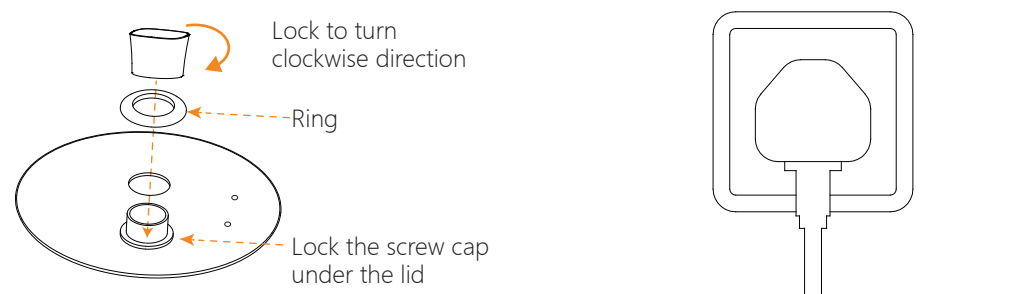 Lock to turn
clockwise direction
Ring
Lock the screw cap
under the lid